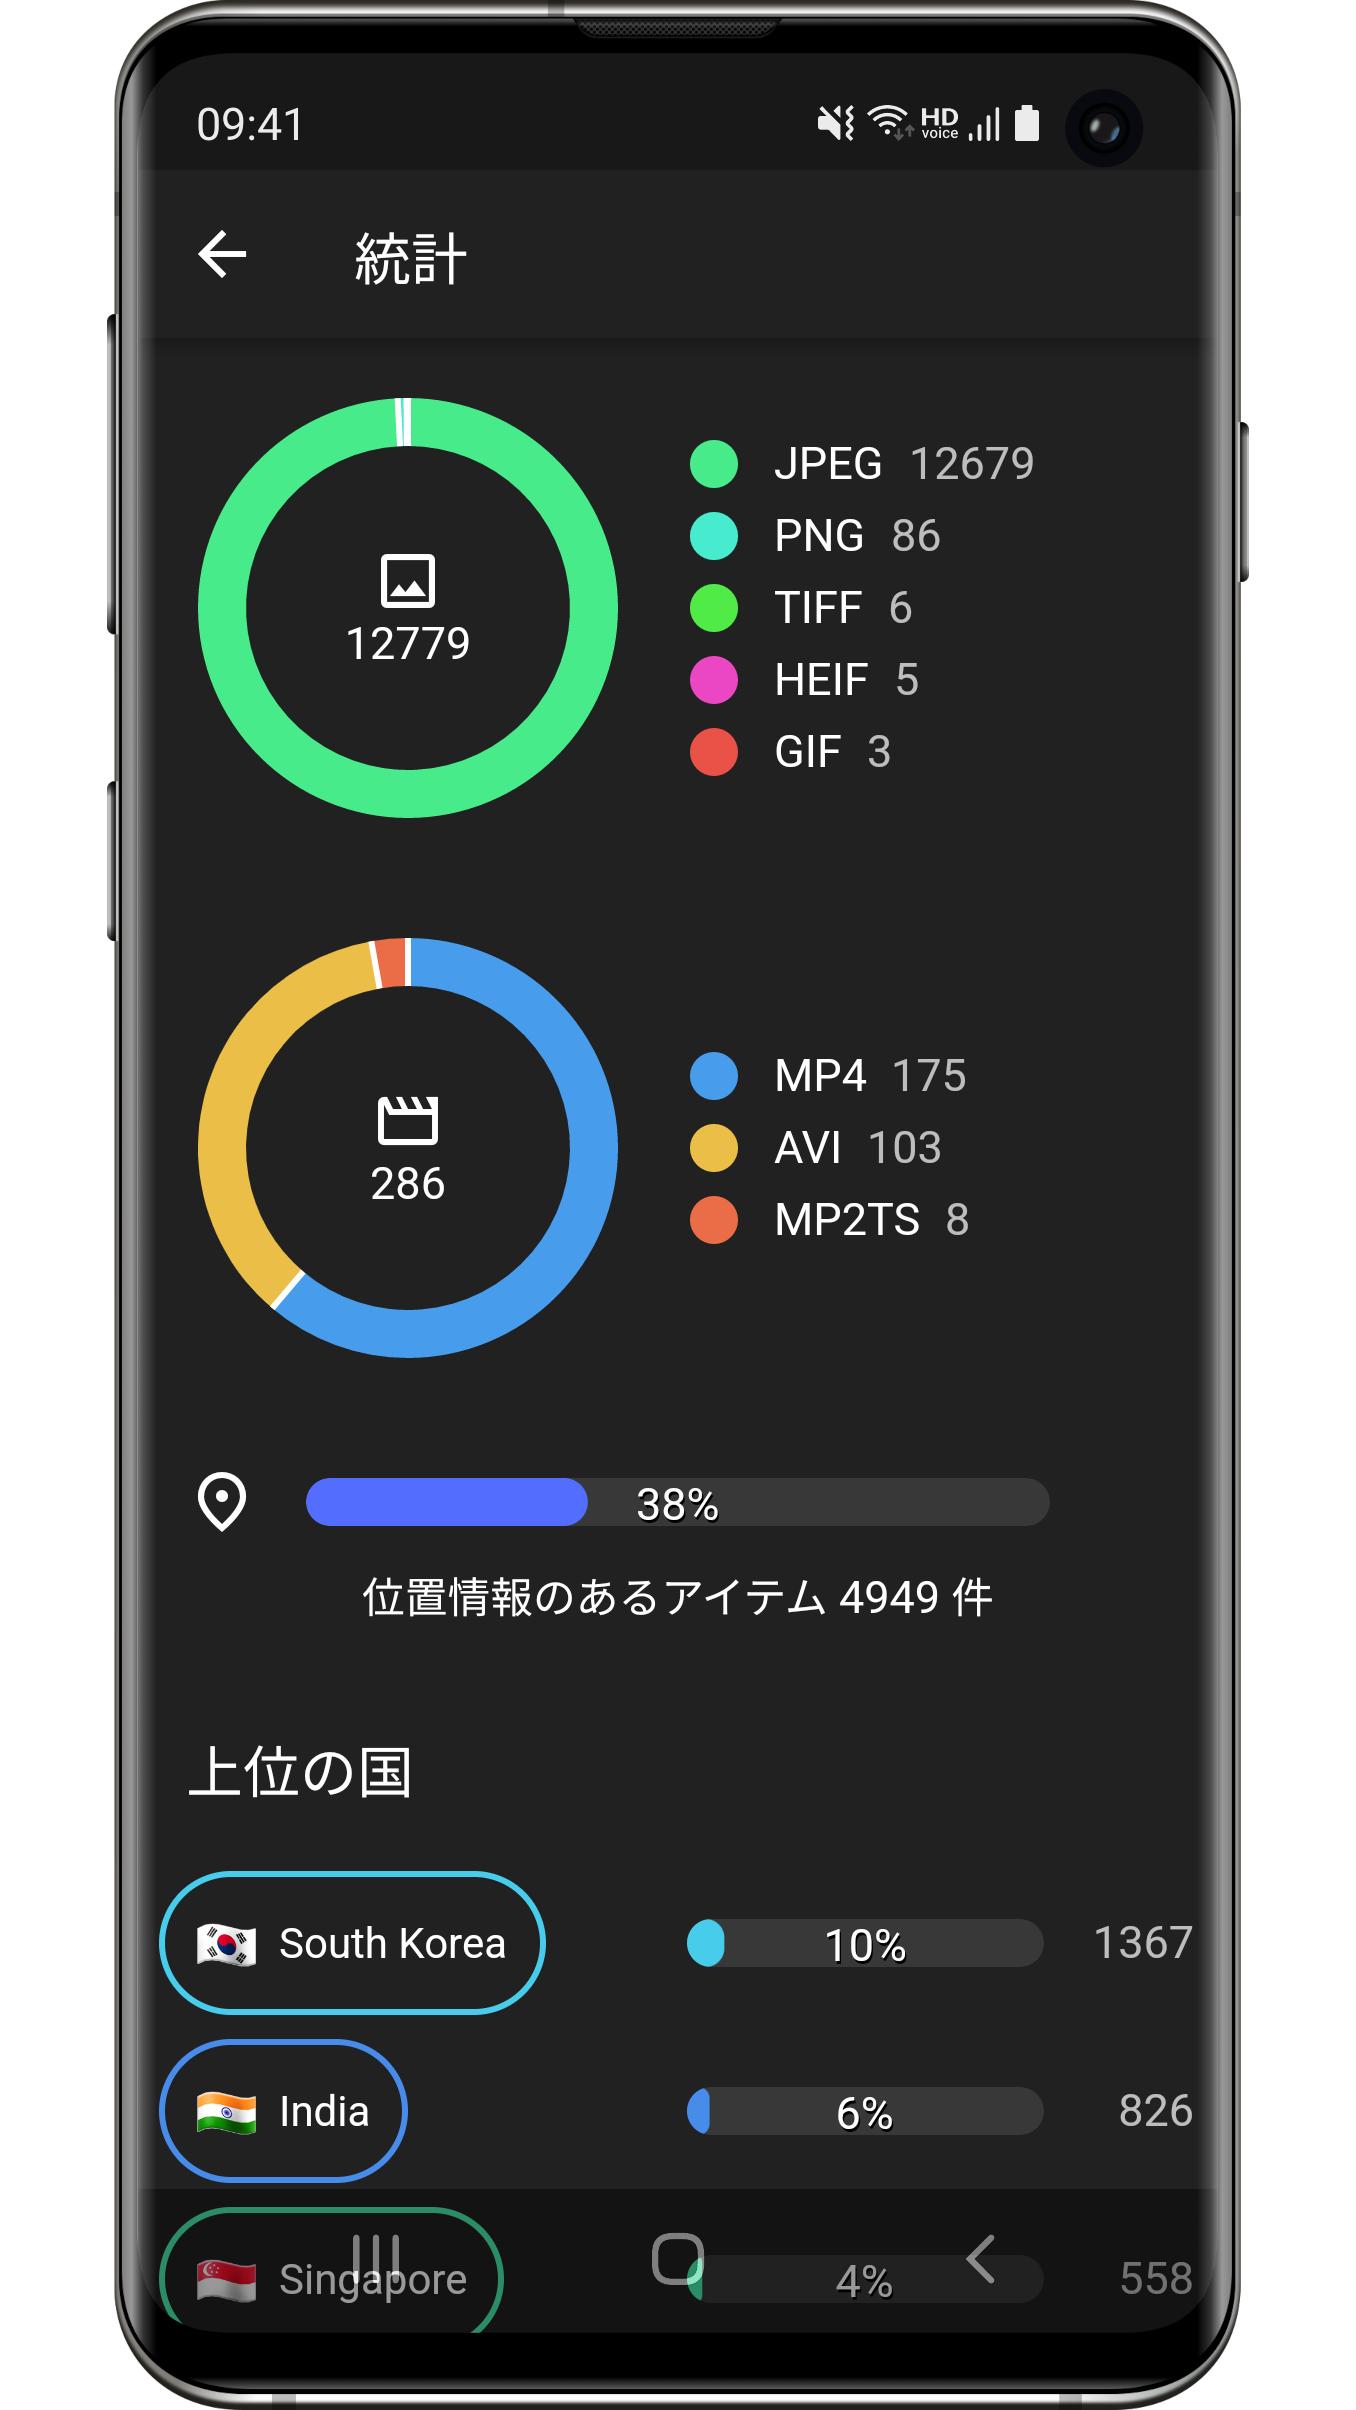 09:41
HD voice
統計
12779
JPEG 12679
PNG 86
TIFF 6
HEIF 5
GIF 3
286
MP4 175
AVI 103
MP2TS 8
38%
位置情報のあるアイテム 4949 件
上位の国
South Korea 10% 1367
India 6% 826
Singapore 4% 558